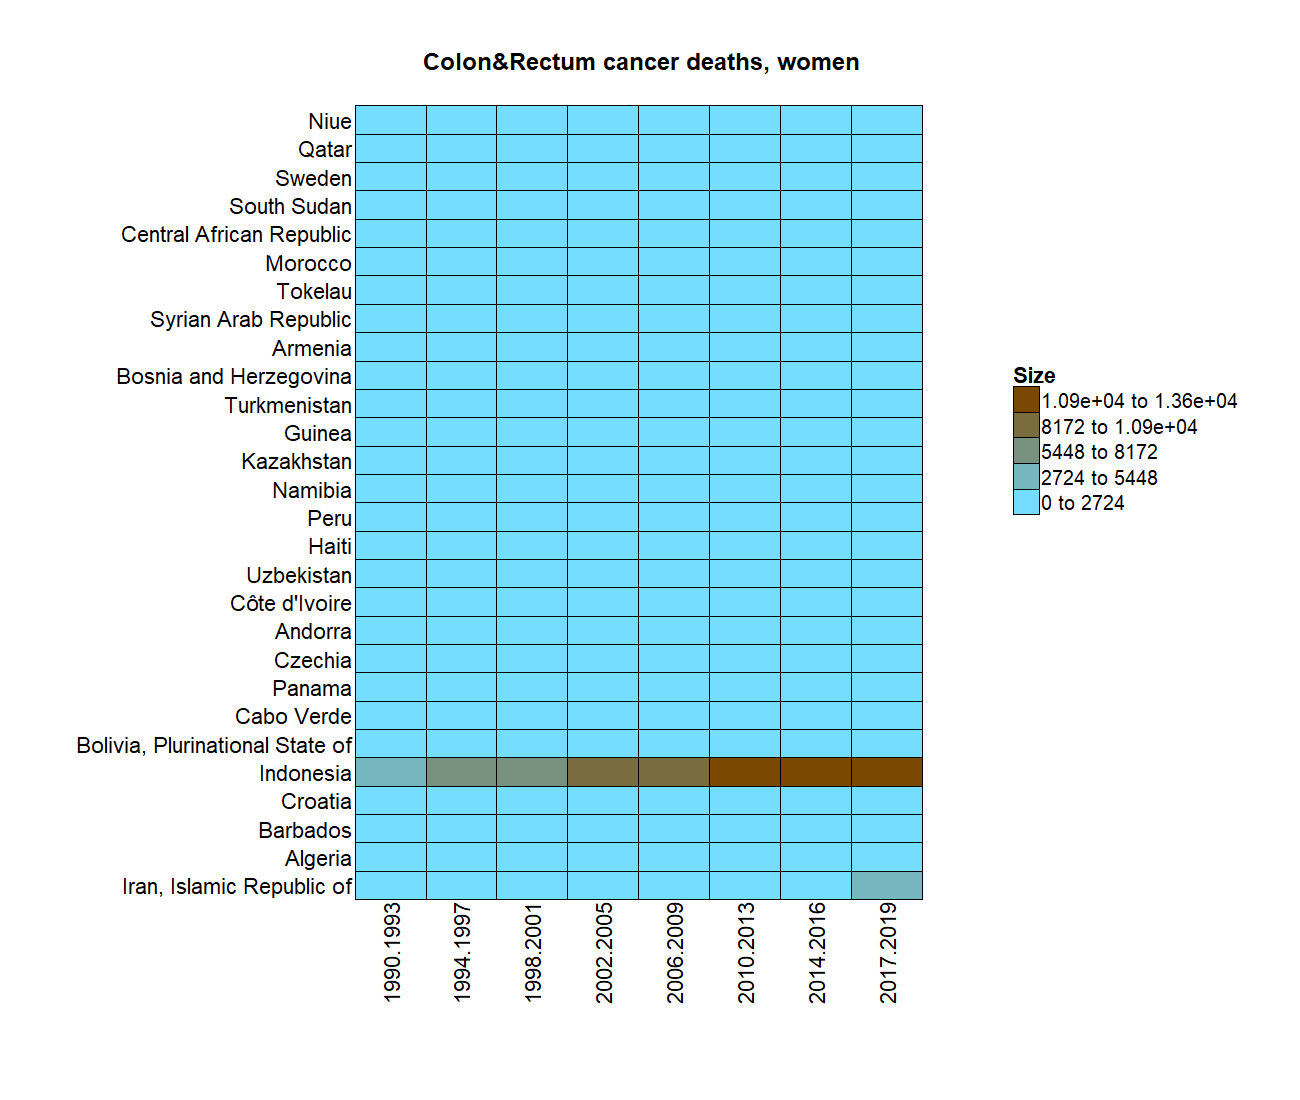 Colon&Rectum cancer deaths, women
Niue
Qatar
Sweden
South Sudan
Central African Republic
Morocco
Tokelau
Syrian Arab Republic
Armenia
Bosnia and Herzegovina
Turkmenistan
Guinea
Kazakhstan
Namibia
Peru
Haiti
Uzbekistan
Côte d'Ivoire
Andorra
Czechia
Panama
Cabo Verde
Bolivia, Plurinational State of
Indonesia
Croatia
Barbados
Algeria
Iran, Islamic Republic of
1990.1993
1994.1997
1998.2001
2002.2005
2006.2009
2010.2013
2014.2016
2017.2019
Size
1.09e+04 to 1.36e+04
8172 to 1.09e+04
5448 to 8172
2724 to 5448
0 to 2724